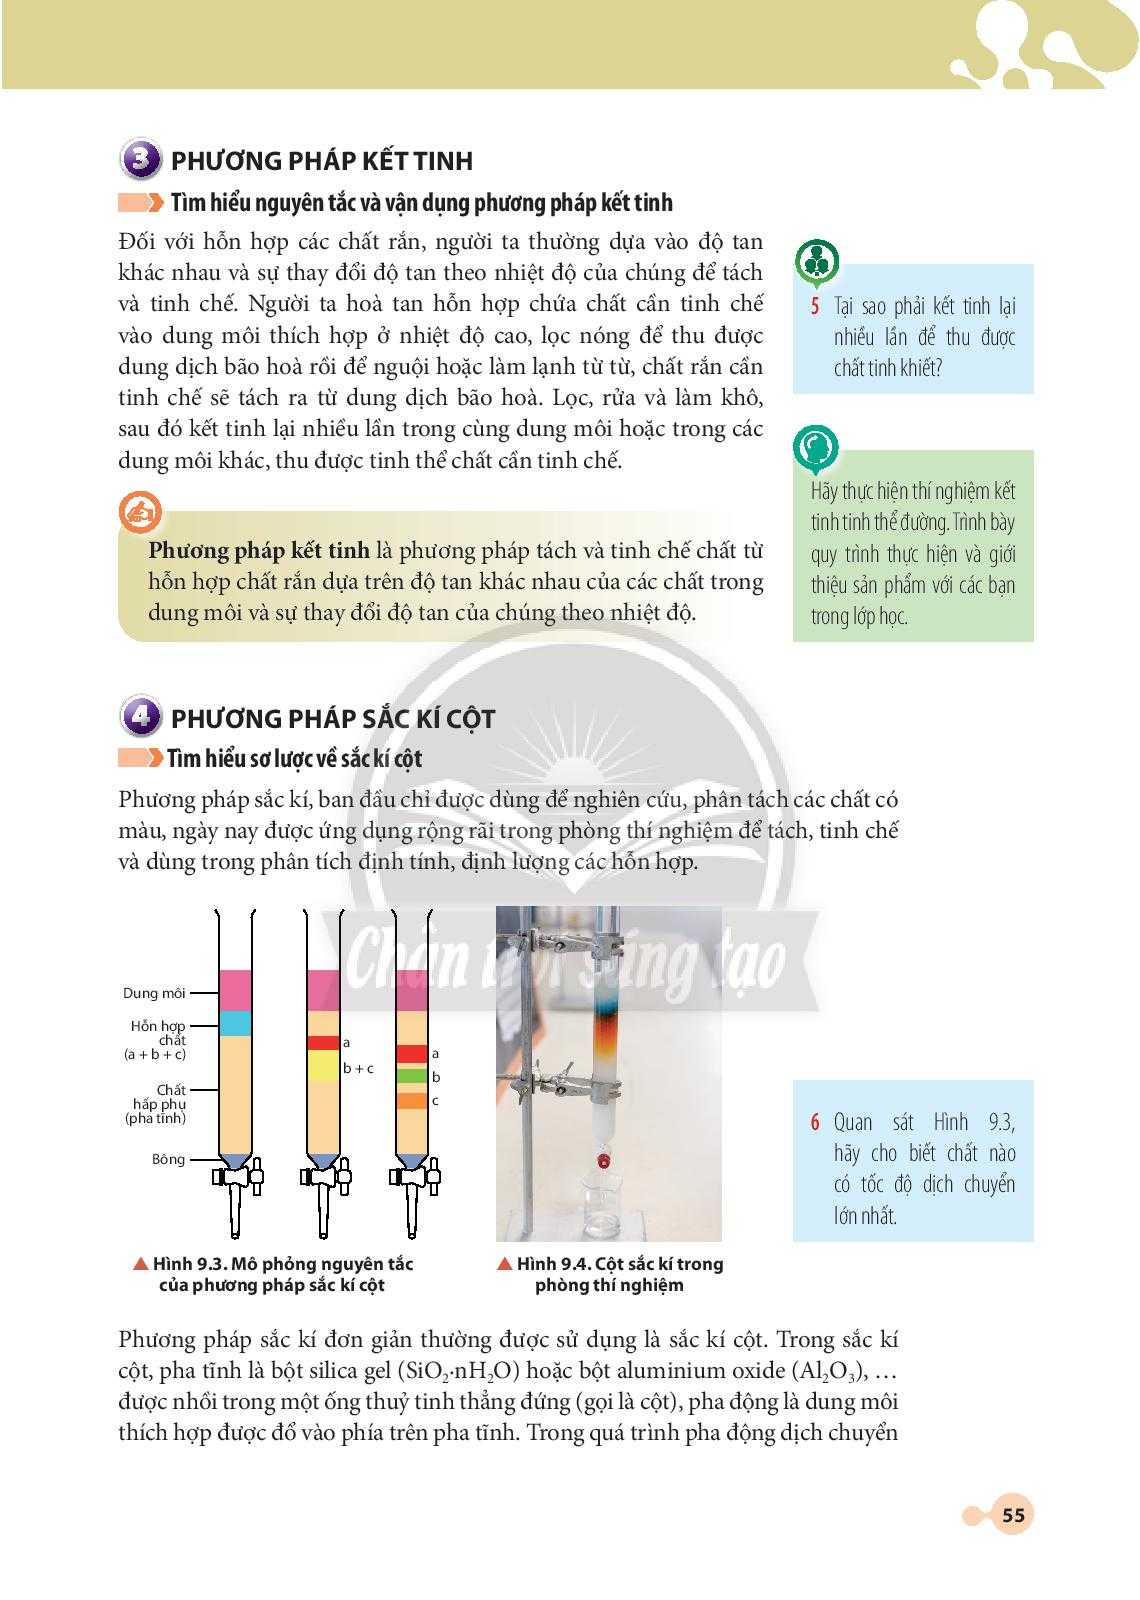 3 PHƯƠNG PHÁP KẾT TINH
Tìm hiểu nguyên tắc và vận dụng phương pháp kết tinh
Đối với hỗn hợp các chất rắn, người ta thường dựa vào độ tan
khác nhau và sự thay đổi độ tan theo nhiệt độ của chúng để tách
và tinh chế. Người ta hoà tan hỗn hợp chứa chất cần tinh chế
vào dung môi thích hợp ở nhiệt độ cao, lọc nóng để thu được
dung dịch bão hoà rồi để nguội hoặc làm lạnh từ từ, chất rắn cần
tinh chế sẽ tách ra từ dung dịch bão hoà. Lọc, rửa và làm khô,
sau đó kết tinh lại nhiều lần trong cùng dung môi hoặc trong các
dung môi khác, thu được tinh thể chất cần tinh chế.
5 Tại sao phải kết tinh lại
nhiều lần để thu được
chất tinh khiết?
Hãy thực hiện thí nghiệm kết
tinh tinh thể đường. Trình bày
quy trình thực hiện và giới
thiệu sản phẩm với các bạn
trong lớp học.
Phương pháp kết tinh là phương pháp tách và tinh chế chất từ
hỗn hợp chất rắn dựa trên độ tan khác nhau của các chất trong
dung môi và sự thay đổi độ tan của chúng theo nhiệt độ.
4 PHƯƠNG PHÁP SẮC KÍ CỘT
Tìm hiểu sơ lược về sắc kí cột
Phương pháp sắc kí, ban đầu chỉ được dùng để nghiên cứu, phân tách các chất có
màu, ngày nay được ứng dụng rộng rãi trong phòng thí nghiệm để tách, tinh chế
và dùng trong phân tích định tính, định lượng các hỗn hợp.
Chân trời sáng tạo
Dung môi
Hỗn hợp
chất
(a + b + c)
Chất
hấp phụ
(pha tĩnh)
Bông
a
b + c
a
b
c
▲ Hình 9.3. Mô phỏng nguyên tắc
của phương pháp sắc kí cột
▲ Hình 9.4. Cột sắc kí trong
phòng thí nghiệm
6 Quan sát Hình 9.3,
hãy cho biết chất nào
có tốc độ dịch chuyển
lớn nhất.
Phương pháp sắc kí đơn giản thường được sử dụng là sắc kí cột. Trong sắc kí
cột, pha tĩnh là bột silica gel (SiO₂·nH₂O) hoặc bột aluminium oxide (Al₂O₃), …
được nhồi trong một ống thuỷ tinh thẳng đứng (gọi là cột), pha động là dung môi
thích hợp được đổ vào phía trên pha tĩnh. Trong quá trình pha động dịch chuyển
55